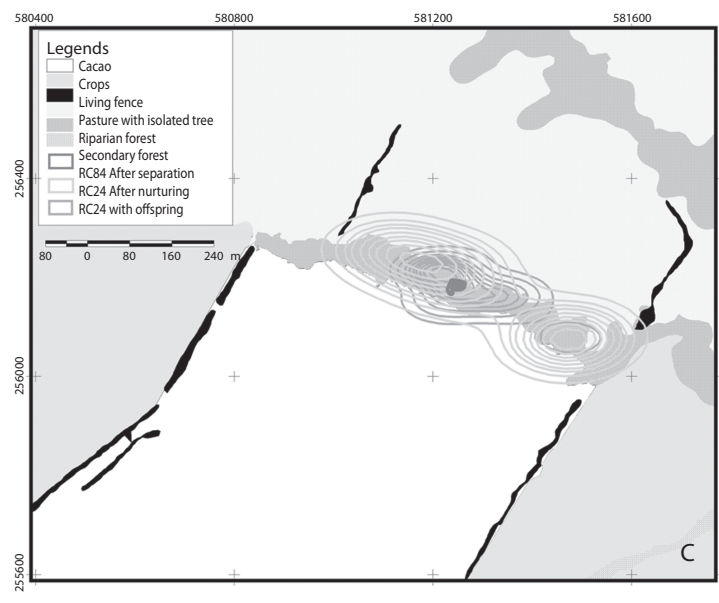 580400 580800 581200 581600
Legends
Cacao
Crops
Living fence
Pasture with isolated tree
Riparian forest
Secondary forest
RC84 After separation
RC24 After nurturing
RC24 with offspring
80 0 80 160 240 m
256400
256000
255600
C